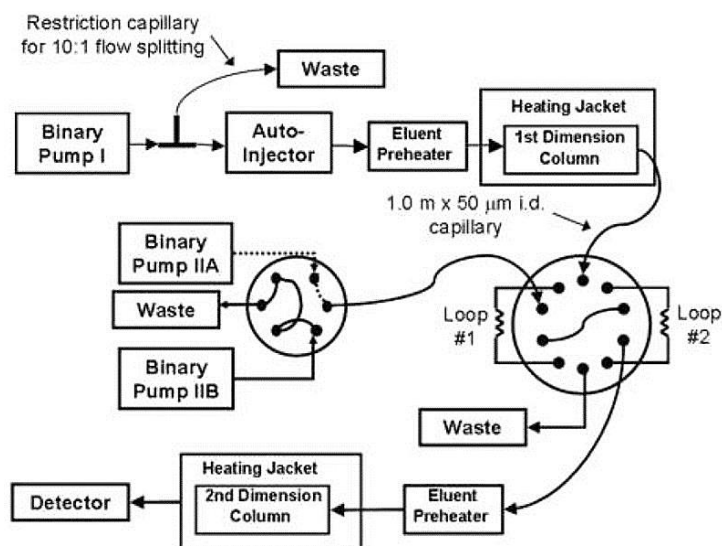 Restriction capillary
for 10:1 flow splitting
Waste
Binary
Pump I
Auto-
Injector
Eluent
Preheater
Heating Jacket
1st Dimension
Column
1.0 m x 50 μm i.d.
capillary
Binary
Pump IIA
Waste
Binary
Pump IIB
Loop
#1
Loop
#2
Waste
Heating Jacket
2nd Dimension
Column
Eluent
Preheater
Detector